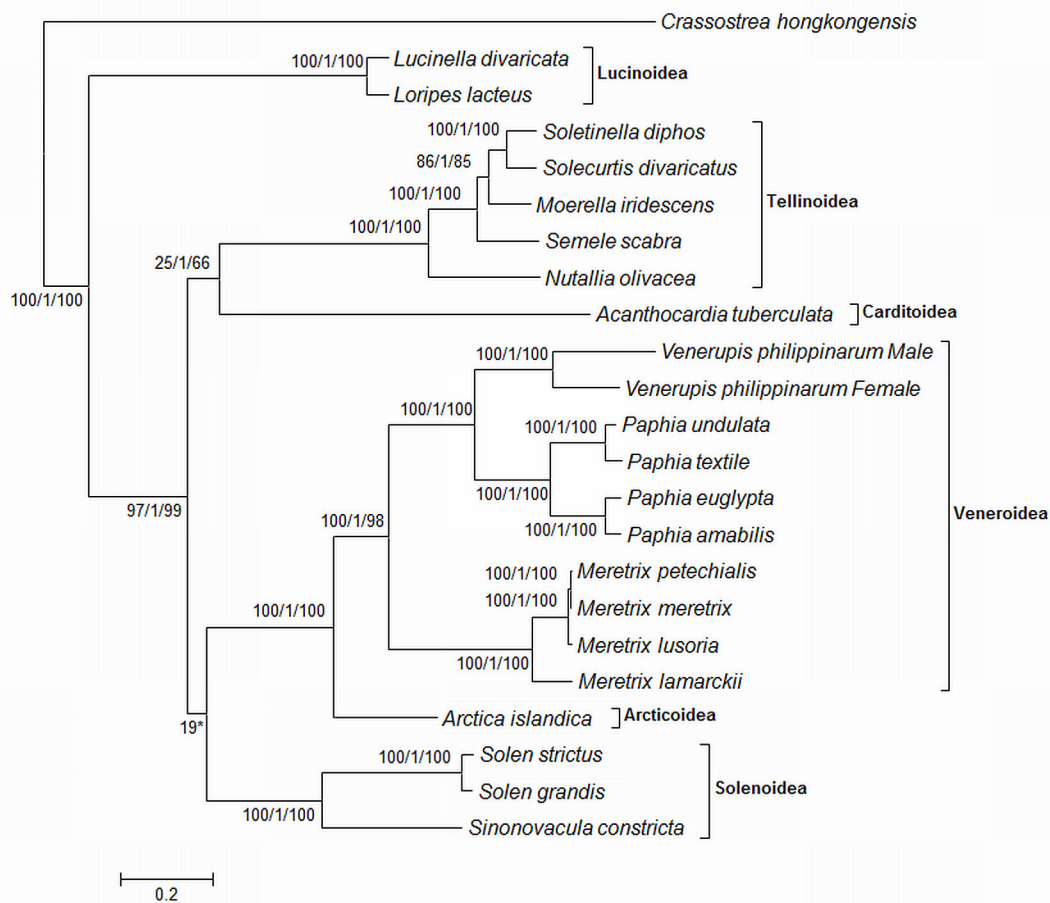 Crassostrea hongkongensis
100/1/100
Lucinella divaricata
Lucinoidea
Loripes lacteus
100/1/100
Soletinella diphos
86/1/85
Solecurtis divaricatus
100/1/100
Tellinoidea
Moerella iridescens
100/1/100
Semele scabra
25/1/66
Nutallia olivacea
100/1/100
Acanthocardia tuberculata
Carditoidea
100/1/100
Venerupis philippinarum Male
Venerupis philippinarum Female
100/1/100
100/1/100
Paphia undulata
Paphia textile
100/1/100
Paphia euglypta
97/1/99
Veneroidea
100/1/98
100/1/100
Paphia amabilis
100/1/100
Meretrix petechialis
100/1/100
Meretrix meretrix
100/1/100
Meretrix lusoria
100/1/100
Meretrix lamarckii
Arctica islandica
Arcticoidea
19*
100/1/100
Solen strictus
Solen grandis
Solenoidea
100/1/100
Sinonovacula constricta
0.2